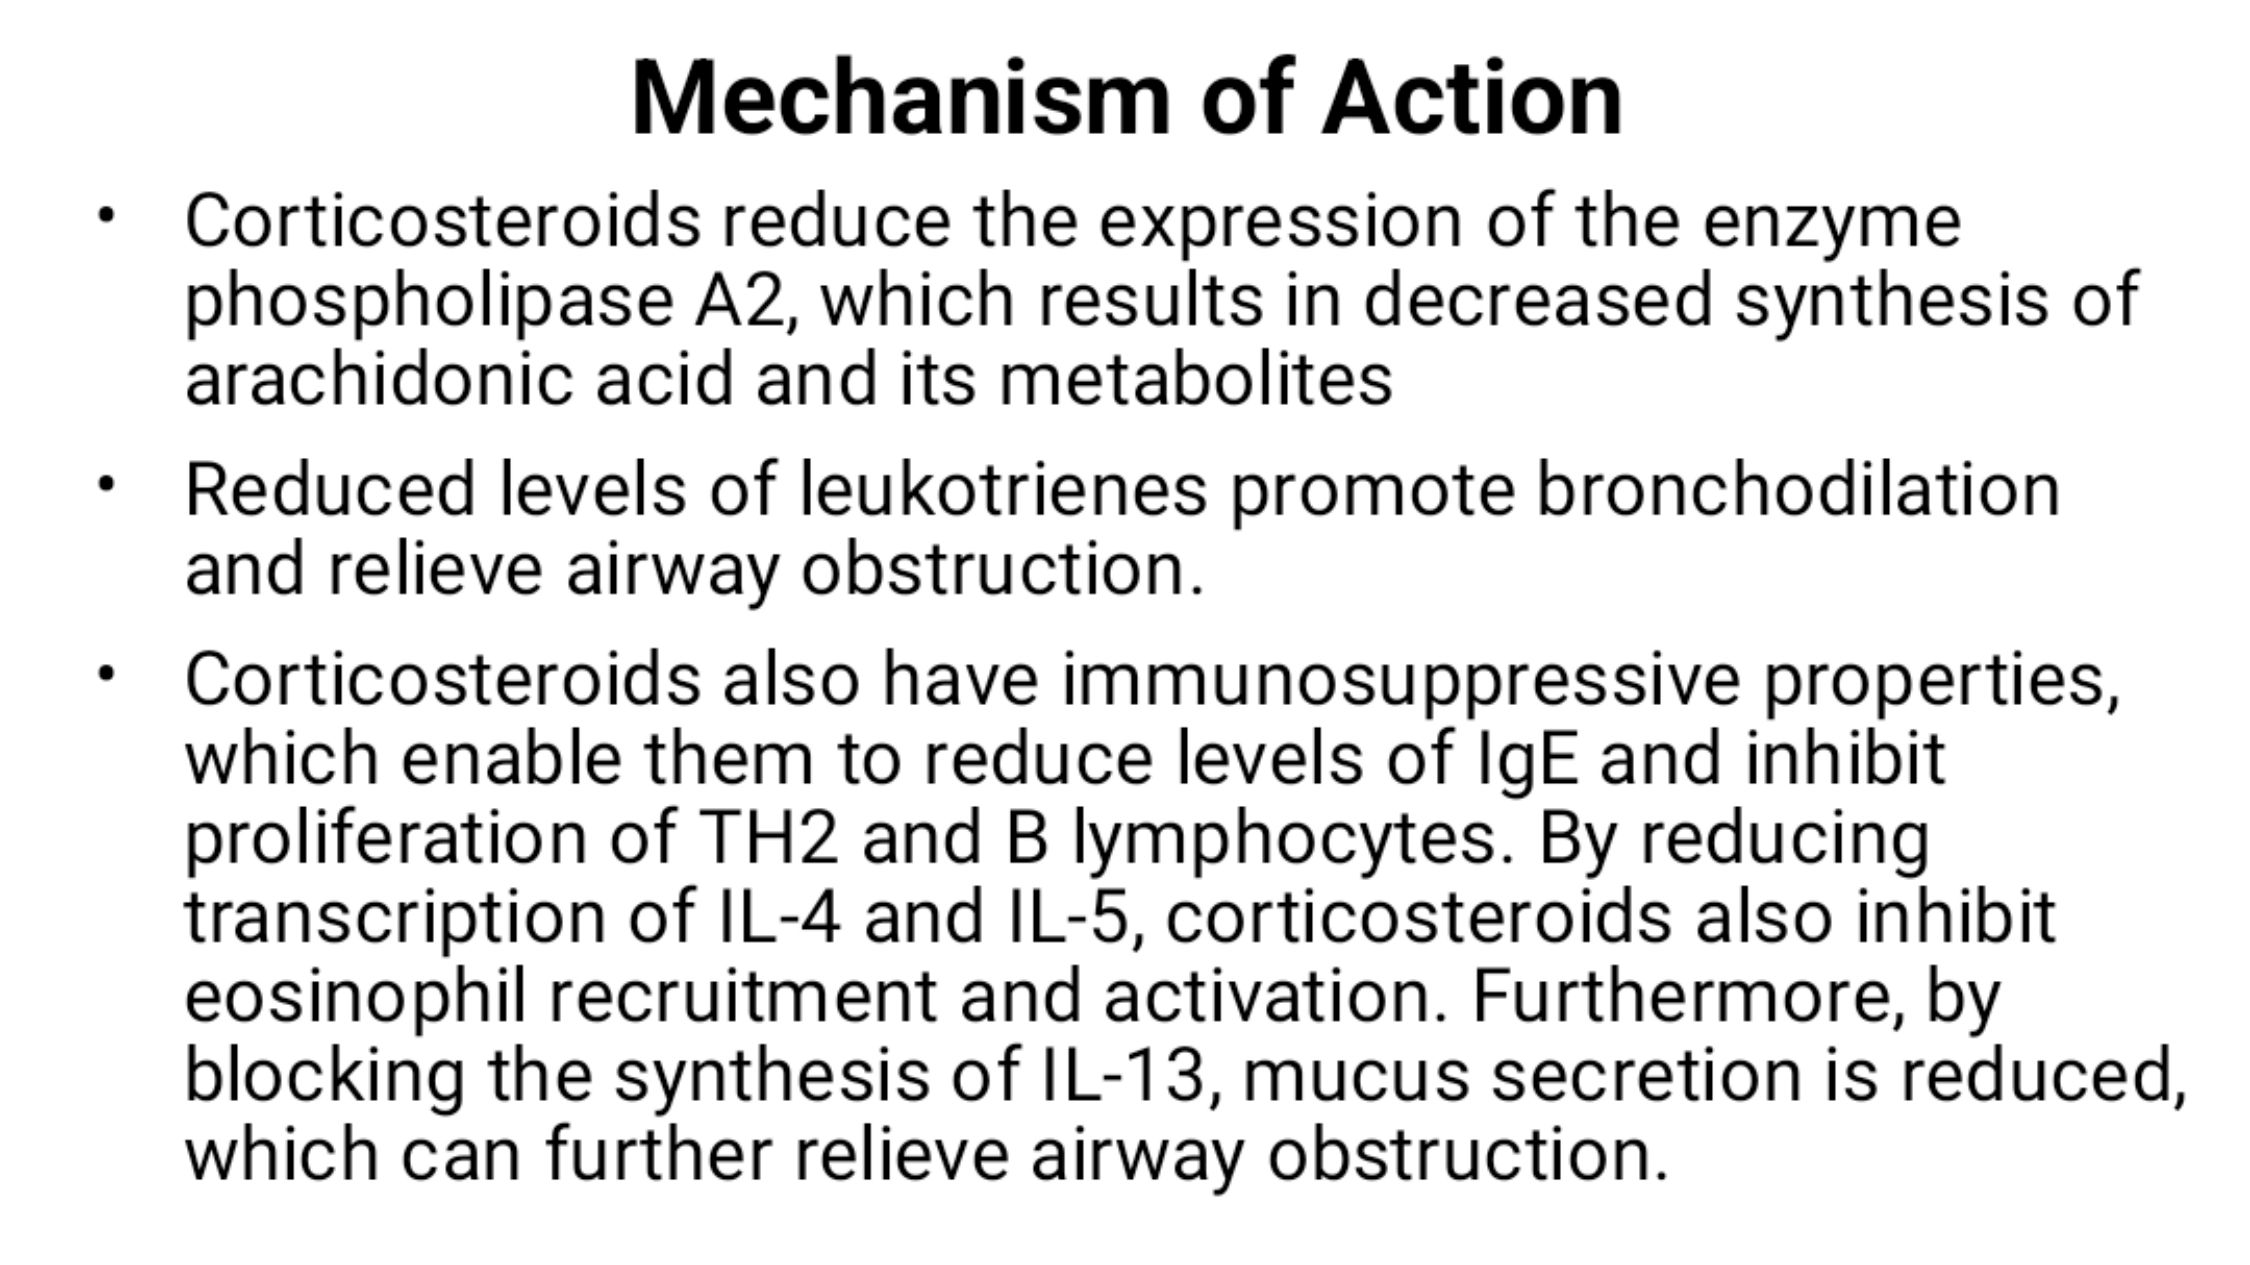 Mechanism of Action
• Corticosteroids reduce the expression of the enzyme
phospholipase A2, which results in decreased synthesis of
arachidonic acid and its metabolites
• Reduced levels of leukotrienes promote bronchodilation
and relieve airway obstruction.
• Corticosteroids also have immunosuppressive properties,
which enable them to reduce levels of IgE and inhibit
proliferation of TH2 and B lymphocytes. By reducing
transcription of IL-4 and IL-5, corticosteroids also inhibit
eosinophil recruitment and activation. Furthermore, by
blocking the synthesis of IL-13, mucus secretion is reduced,
which can further relieve airway obstruction.